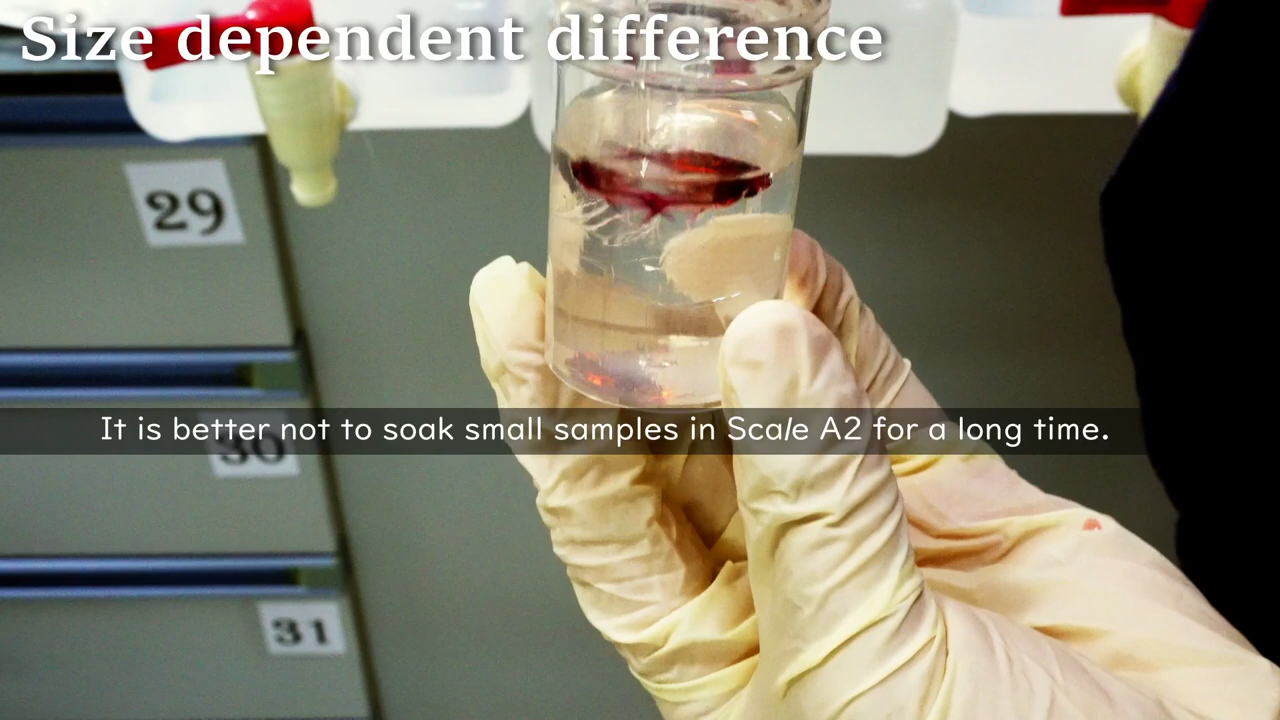 Size dependent difference
29
It is better not to soak small samples in Scale A2 for a long time.
30
31